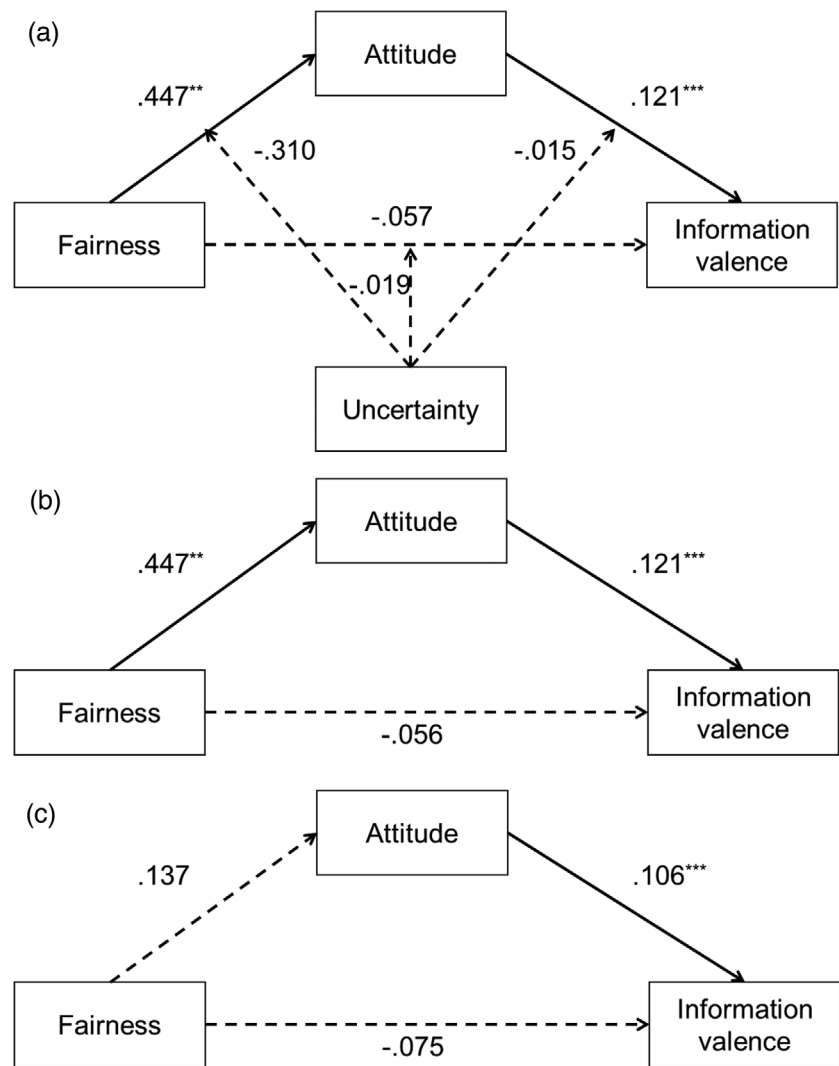 (a)
Attitude
.447**
.121***
-.310
-.015
Fairness
-.057
Information
valence
-.019
Uncertainty
(b)
Attitude
.447**
.121***
Fairness
-.056
Information
valence
(c)
Attitude
.137
.106***
Fairness
-.075
Information
valence